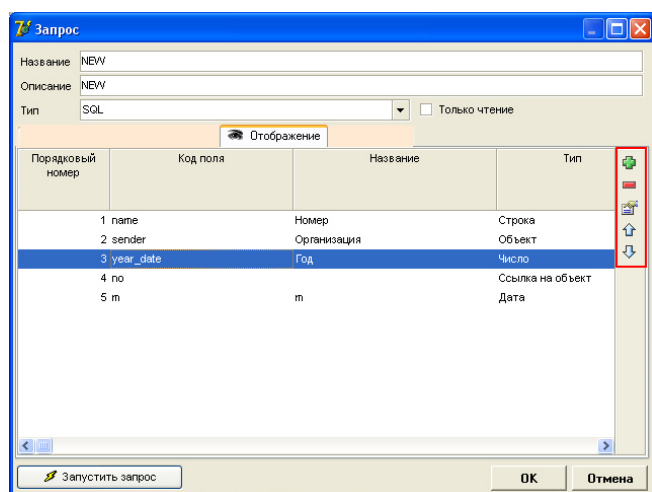 Запрос
Название NEW
Описание NEW
Тип SQL Только чтение
Отображение
Порядковый номер Код поля Название Тип
1 name Номер Строка
2 sender Организация Объект
3 year_date Год Число
4 no Ссылка на объект
5 m m Дата
Запустить запрос OK Отмена